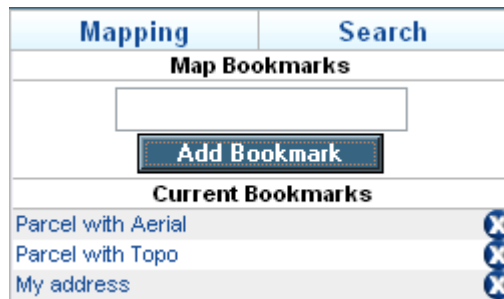 Mapping Search
Map Bookmarks
Add Bookmark
Current Bookmarks
Parcel with Aerial
Parcel with Topo
My address